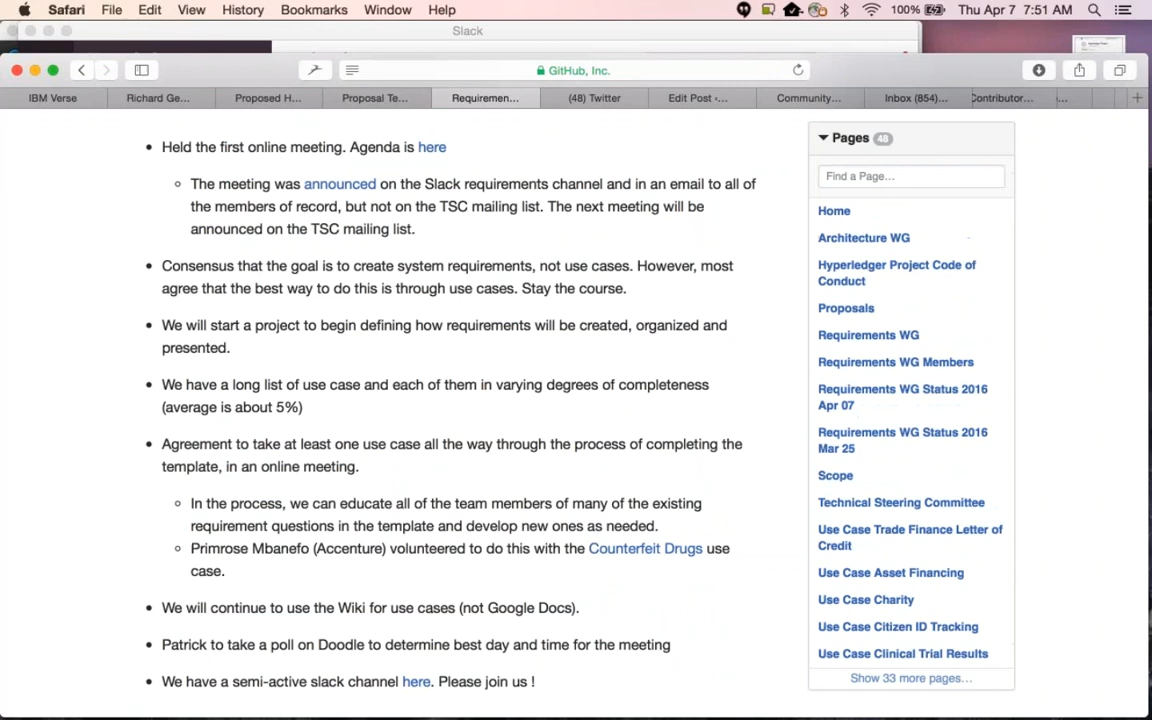 Safari File Edit View History Bookmarks Window Help 100% Thu Apr 7 7:51 AM
Slack
GitHub, Inc.
IBM Verse Richard Ge... Proposed H... Proposal Te... Requiremen... (48) Twitter Edit Post ‹... Community... Inbox (854)... Contributor... ...
• Held the first online meeting. Agenda is here
◦ The meeting was announced on the Slack requirements channel and in an email to all of
the members of record, but not on the TSC mailing list. The next meeting will be
announced on the TSC mailing list.
• Consensus that the goal is to create system requirements, not use cases. However, most
agree that the best way to do this is through use cases. Stay the course.
• We will start a project to begin defining how requirements will be created, organized and
presented.
• We have a long list of use case and each of them in varying degrees of completeness
(average is about 5%)
• Agreement to take at least one use case all the way through the process of completing the
template, in an online meeting.
◦ In the process, we can educate all of the team members of many of the existing
requirement questions in the template and develop new ones as needed.
◦ Primrose Mbanefo (Accenture) volunteered to do this with the Counterfeit Drugs use
case.
• We will continue to use the Wiki for use cases (not Google Docs).
• Patrick to take a poll on Doodle to determine best day and time for the meeting
• We have a semi-active slack channel here. Please join us !
Pages 48
Find a Page...
Home
Architecture WG
Hyperledger Project Code of
Conduct
Proposals
Requirements WG
Requirements WG Members
Requirements WG Status 2016
Apr 07
Requirements WG Status 2016
Mar 25
Scope
Technical Steering Committee
Use Case Trade Finance Letter of
Credit
Use Case Asset Financing
Use Case Charity
Use Case Citizen ID Tracking
Use Case Clinical Trial Results
Show 33 more pages...